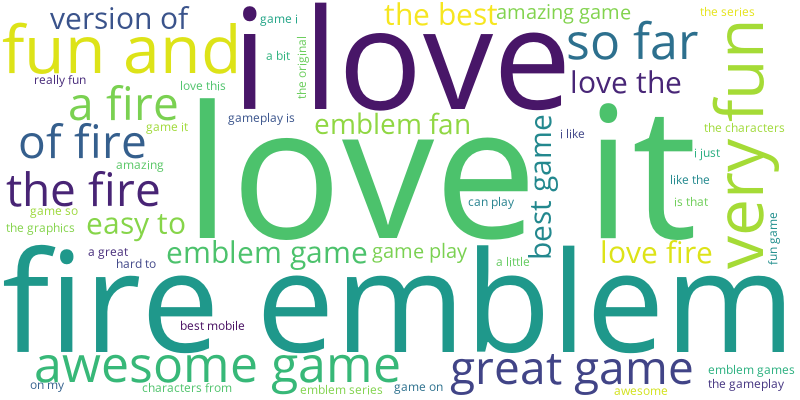 version of
fun and
really fun
a fire
love this
game i
a bit
the original
i love
the best
amazing game
the series
so far
love the
very fun
of fire
game it
gameplay is
emblem fan
i like
the characters
amazing
love it
best game
i just
the fire
like the
can play
is that
game so
the graphics
easy to
fun game
a great
hard to
emblem game
game play
a little
love fire
fire emblem
best mobile
awesome game
great game
emblem games
the gameplay
on my
characters from
emblem series
game on
awesome